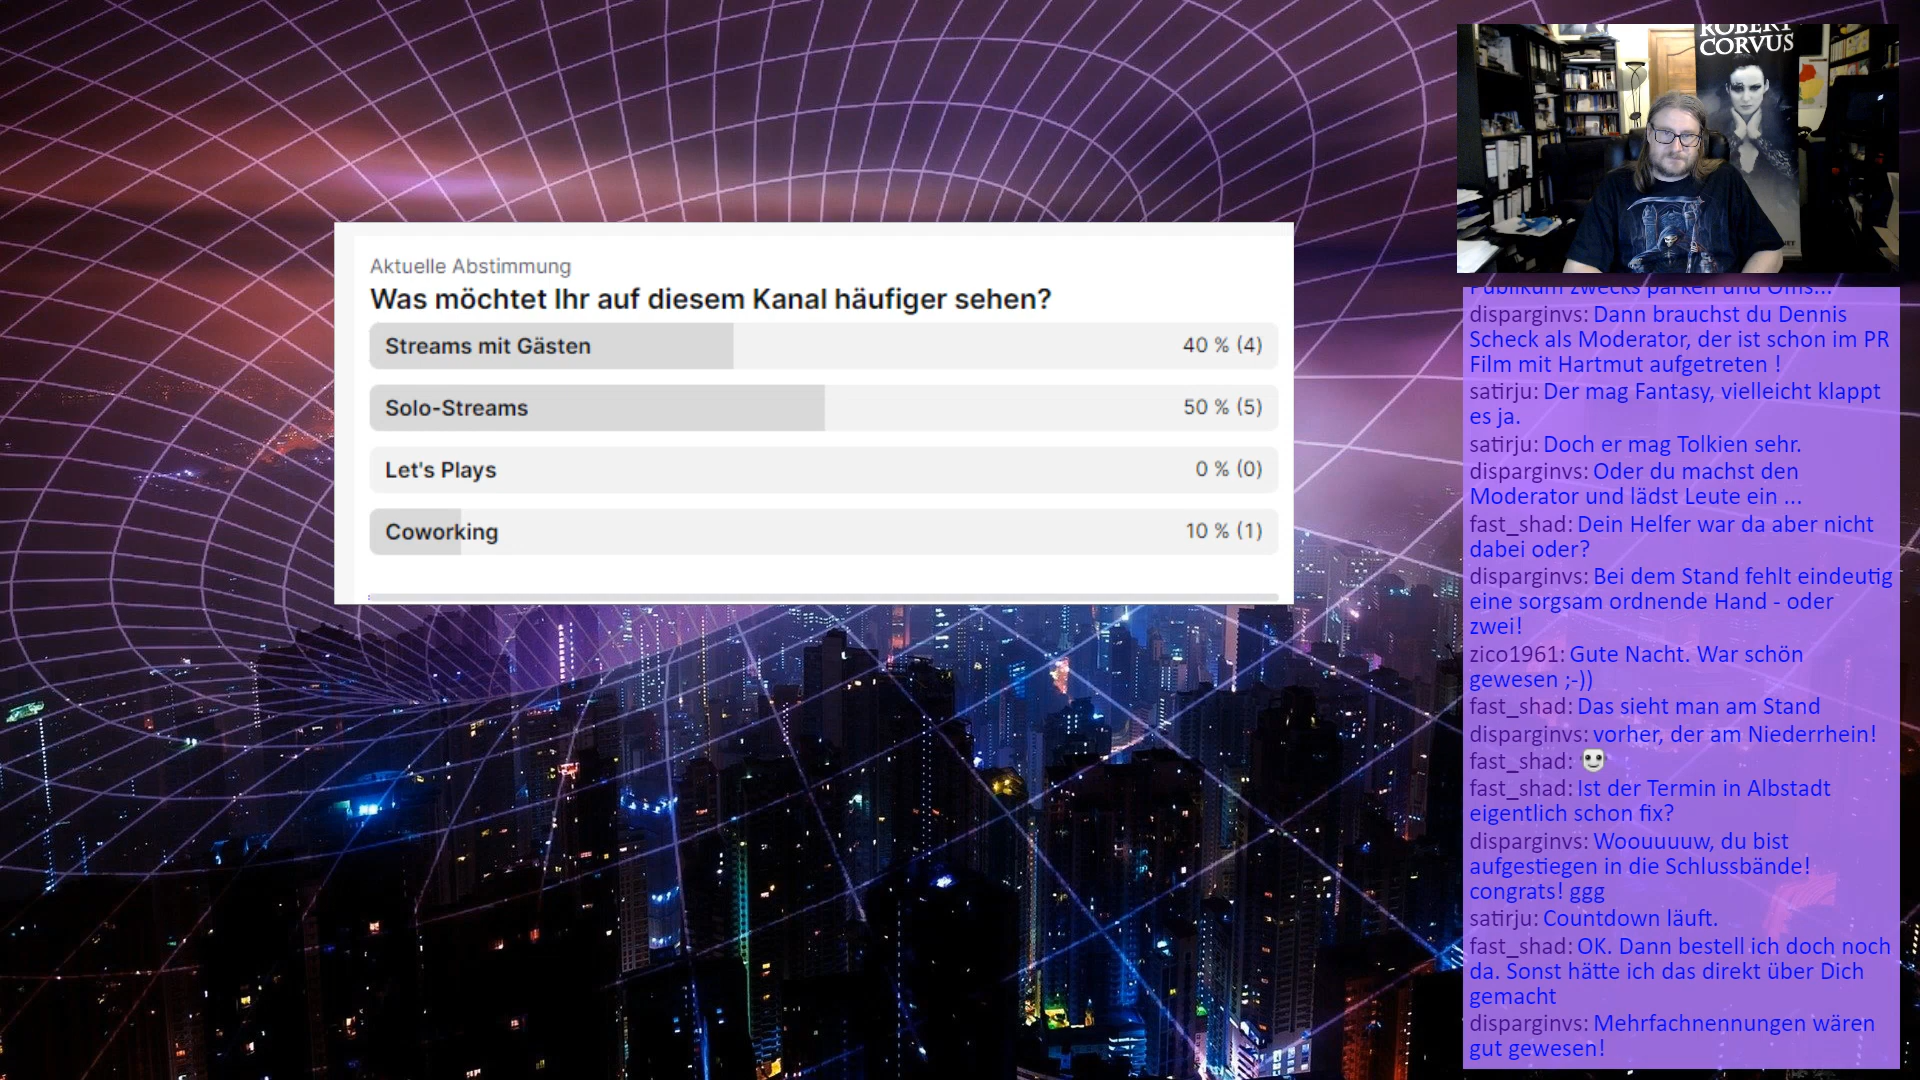 ROBERT
CORVUS
Aktuelle Abstimmung
Was möchtet Ihr auf diesem Kanal häufiger sehen?
Streams mit Gästen 40 % (4)
Solo-Streams 50 % (5)
Let's Plays 0 % (0)
Coworking 10 % (1)
Publikum zwecks parken und Öffis...
disparginvs: Dann brauchst du Dennis
Scheck als Moderator, der ist schon im PR
Film mit Hartmut aufgetreten !
satirju: Der mag Fantasy, vielleicht klappt
es ja.
satirju: Doch er mag Tolkien sehr.
disparginvs: Oder du machst den
Moderator und lädst Leute ein ...
fast_shad: Dein Helfer war da aber nicht
dabei oder?
disparginvs: Bei dem Stand fehlt eindeutig
eine sorgsam ordnende Hand - oder
zwei!
zico1961: Gute Nacht. War schön
gewesen ;-))
fast_shad: Das sieht man am Stand
disparginvs: vorher, der am Niederrhein!
fast_shad:
fast_shad: Ist der Termin in Albstadt
eigentlich schon fix?
disparginvs: Woouuuuw, du bist
aufgestiegen in die Schlussbände!
congrats! ggg
satirju: Countdown läuft.
fast_shad: OK. Dann bestell ich doch noch
da. Sonst hätte ich das direkt über Dich
gemacht
disparginvs: Mehrfachnennungen wären
gut gewesen!